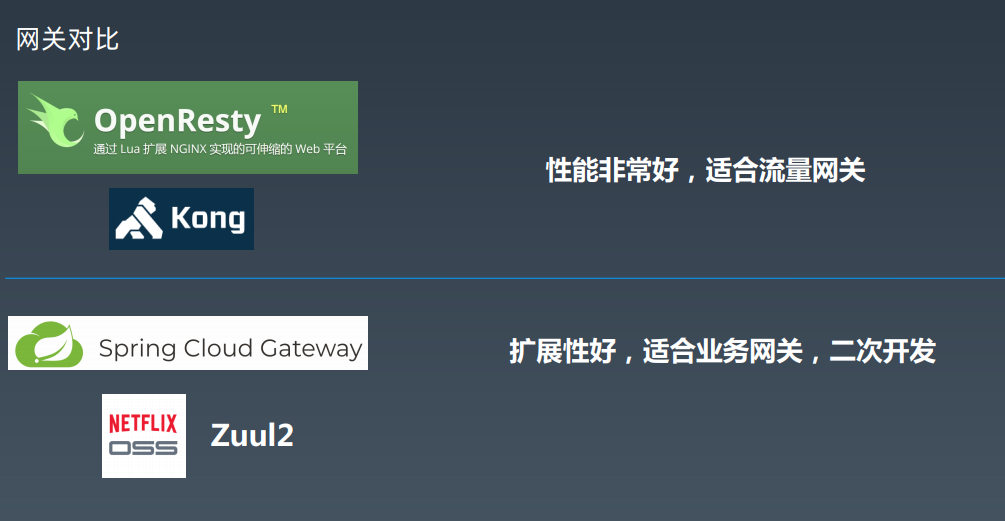 网关对比
OpenResty ™
通过 Lua 扩展 NGINX 实现的可伸缩的 Web 平台
性能非常好，适合流量网关
Kong
Spring Cloud Gateway
扩展性好，适合业务网关，二次开发
NETFLIX
OSS
Zuul2